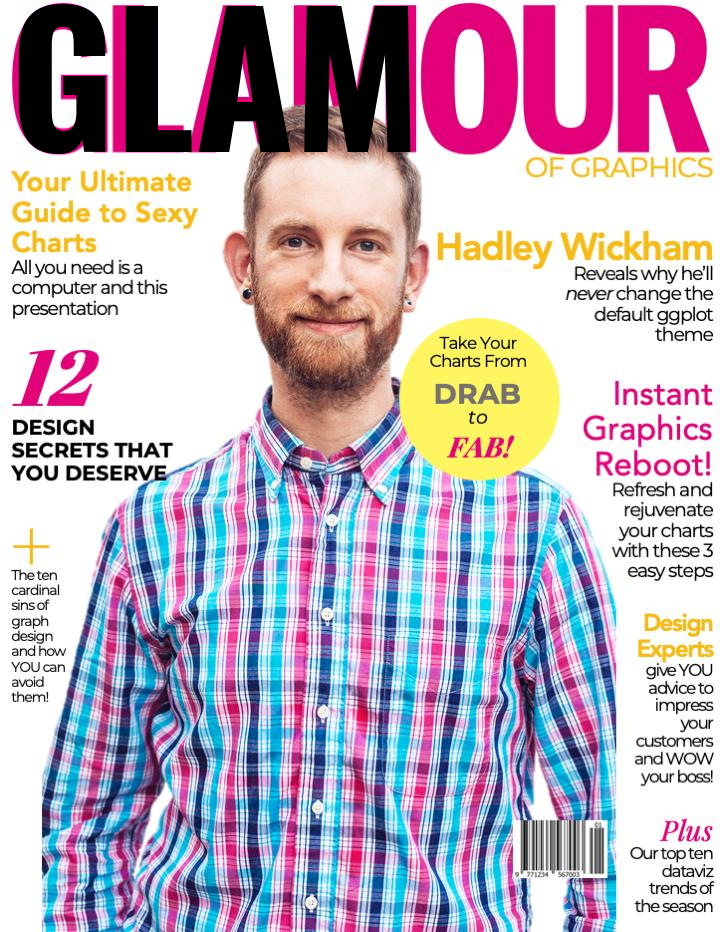 GLAMOUR
OF GRAPHICS
Your Ultimate
Guide to Sexy
Charts
All you need is a
computer and this
presentation
Hadley Wickham
Reveals why he'll
never change the
default ggplot
theme
12
DESIGN
SECRETS THAT
YOU DESERVE
Take Your
Charts From
DRAB
to
FAB!
Instant
Graphics
Reboot!
Refresh and
rejuvenate
your charts
with these 3
easy steps
+
The ten
cardinal
sins of
graph
design
and how
YOU can
avoid
them!
Design
Experts
give YOU
advice to
impress
your
customers
and WOW
your boss!
Plus
Our top ten
dataviz
trends of
the season
9 771234 567003